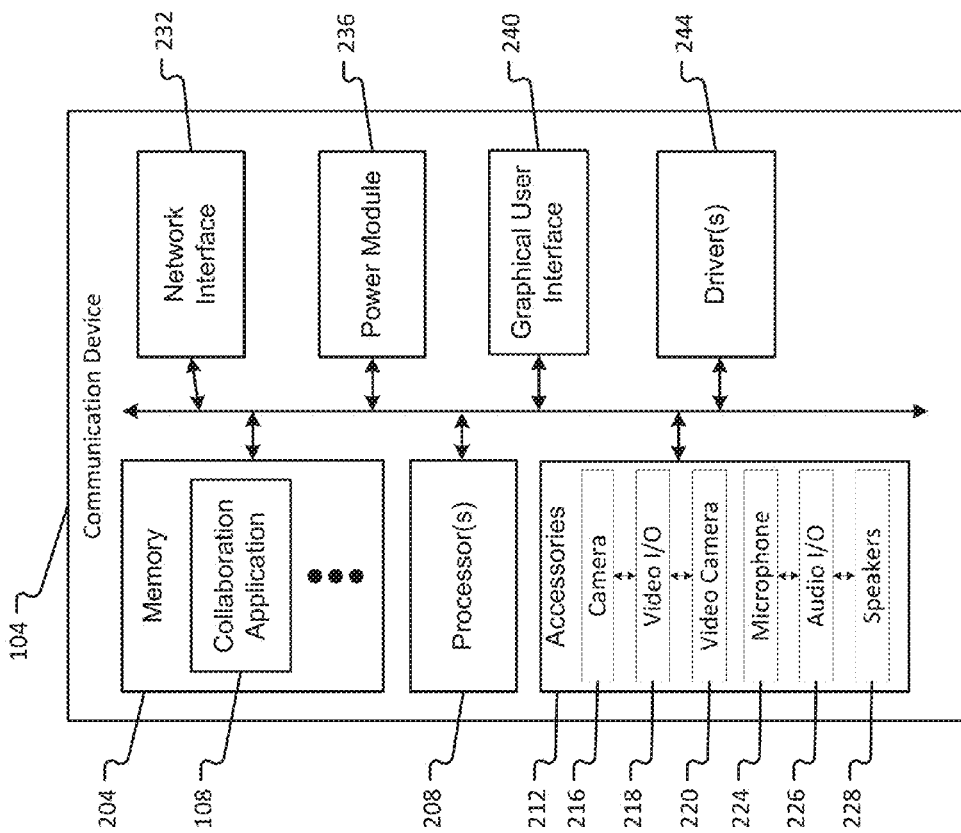 104
Communication Device
204
Memory
108
Collaboration
Application
208
Processor(s)
212
Accessories
216
Camera
218
Video I/O
220
Video Camera
224
Microphone
226
Audio I/O
228
Speakers
Network
Interface
232
Power Module
236
Graphical User
Interface
240
Driver(s)
244